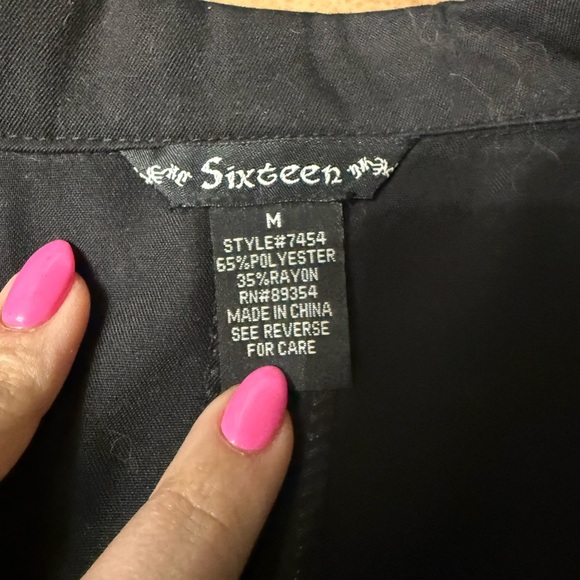 Sixteen
M
STYLE#7454
65%POLYESTER
35%RAYON
RN#89354
MADE IN CHINA
SEE REVERSE
FOR CARE